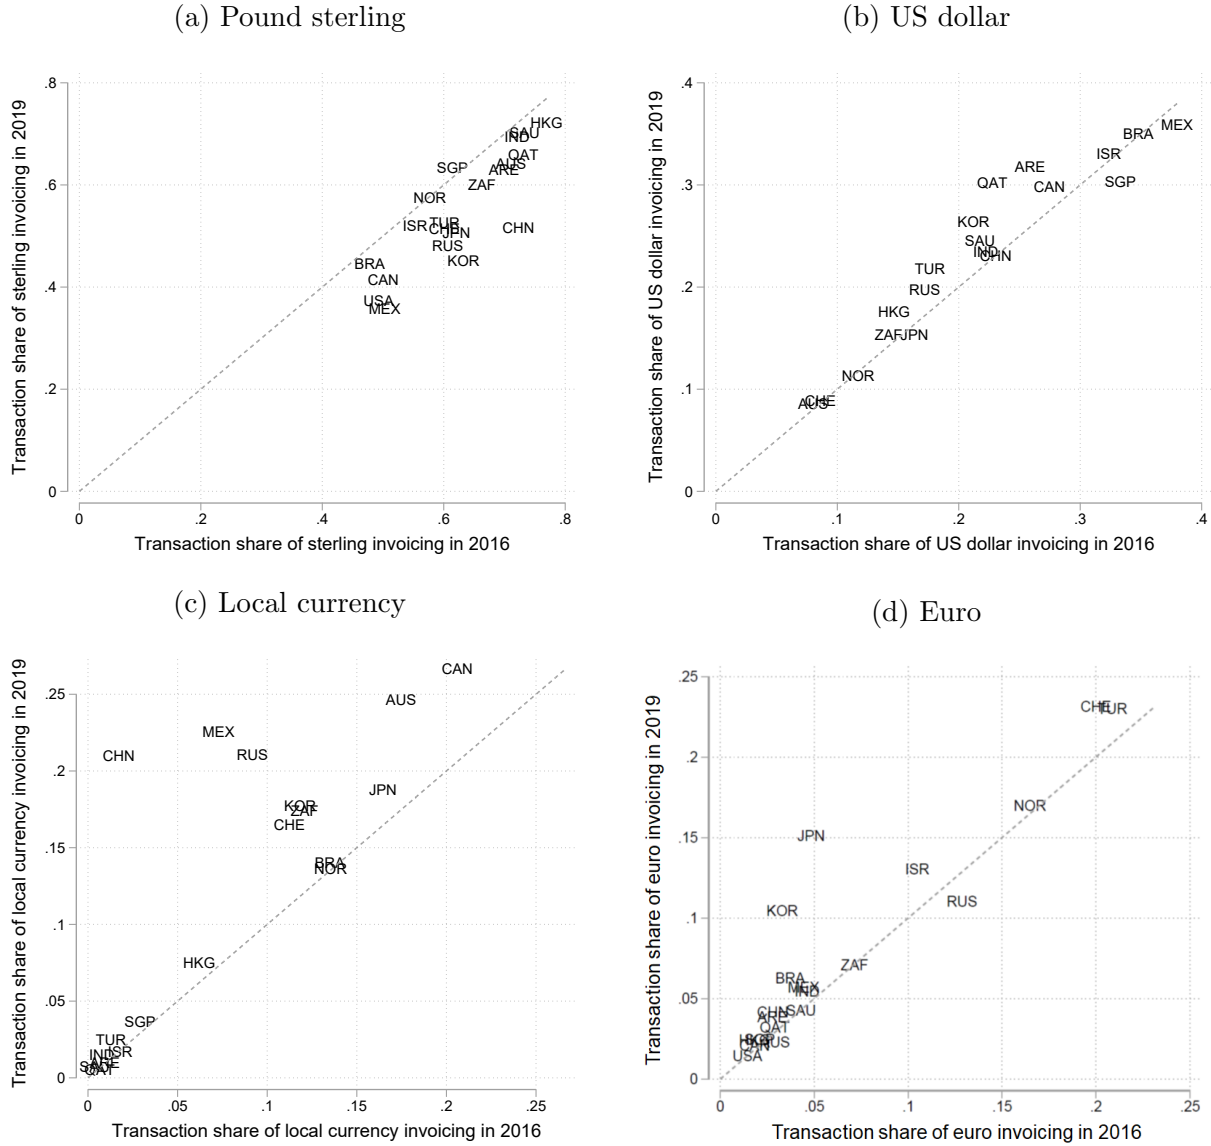 (a) Pound sterling
Transaction share of sterling invoicing in 2019
.8
.6
.4
.2
0
HKG
SAU
IND
QAT
AUS
ARE
SGP
ZAF
NOR
TUR
ISR
CHE
JPN
CHN
RUS
KOR
BRA
CAN
USA
MEX
0 .2 .4 .6 .8
Transaction share of sterling invoicing in 2016
(b) US dollar
Transaction share of US dollar invoicing in 2019
.4
.3
.2
.1
0
MEX
BRA
ISR
ARE
SGP
QAT
CAN
KOR
SAU
IND
CHN
TUR
RUS
HKG
ZAF
JPN
NOR
CHE
AUS
0 .1 .2 .3 .4
Transaction share of US dollar invoicing in 2016
(c) Local currency
Transaction share of local currency invoicing in 2019
.25
.2
.15
.1
.05
0
CAN
AUS
MEX
CHN
RUS
JPN
KOR
ZAF
CHE
BRA
NOR
HKG
SGP
TUR
IND
ISR
ARE
SAU
QAT
0 .05 .1 .15 .2 .25
Transaction share of local currency invoicing in 2016
(d) Euro
Transaction share of euro invoicing in 2019
.25
.2
.15
.1
.05
0
CHE
TUR
NOR
JPN
ISR
RUS
KOR
ZAF
BRA
MEX
IND
CHN
SAU
ARE
QAT
HKG
SGP
AUS
CAN
USA
0 .05 .1 .15 .2 .25
Transaction share of euro invoicing in 2016